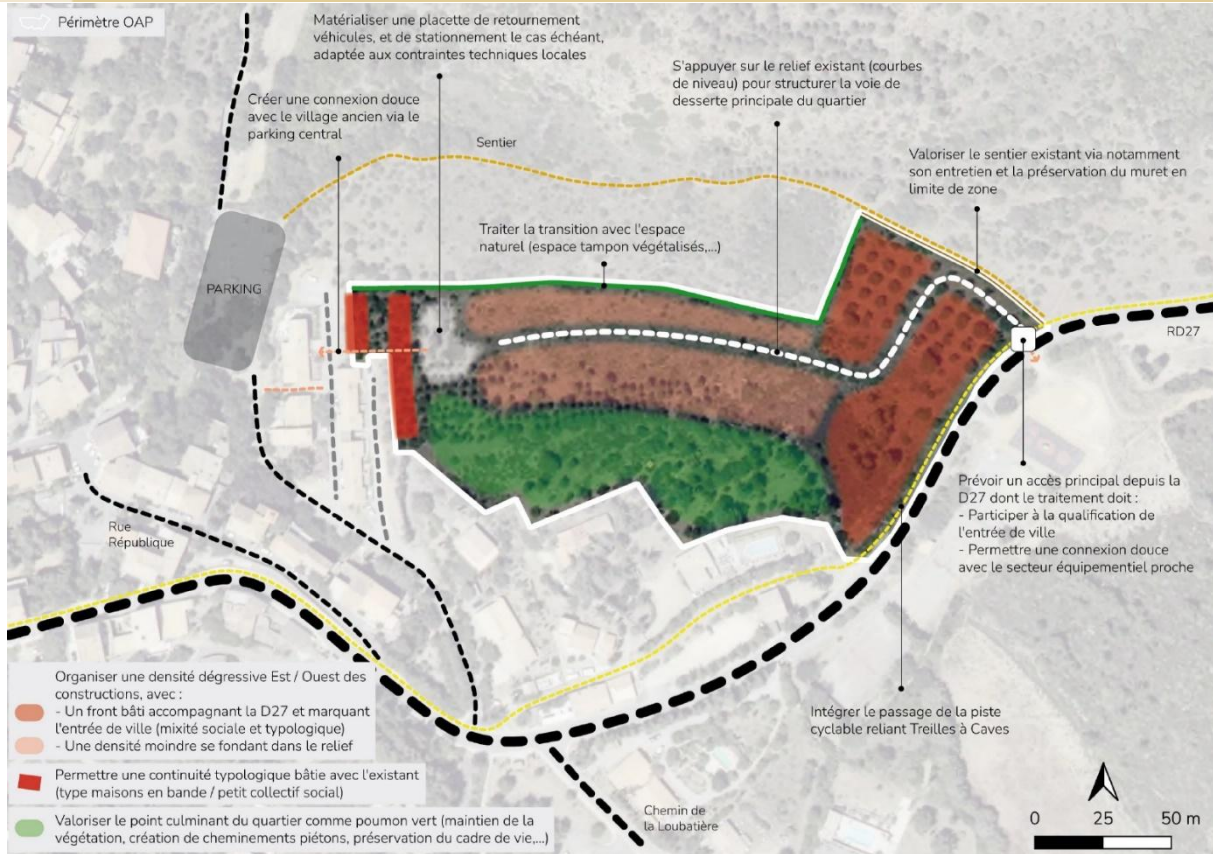 Périmètre OAP
Matérialiser une placette de retournement
véhicules, et de stationnement le cas échéant,
adaptée aux contraintes techniques locales
S'appuyer sur le relief existant (courbes
de niveau) pour structurer la voie de
desserte principale du quartier
Créer une connexion douce
avec le village ancien via le
parking central
Sentier
Valoriser le sentier existant via notamment
son entretien et la préservation du muret en
limite de zone
Traiter la transition avec l'espace
naturel (espace tampon végétalisés,...)
PARKING
RD27
Prévoir un accès principal depuis la
D27 dont le traitement doit :
- Participer à la qualification de
l'entrée de ville
- Permettre une connexion douce
avec le secteur équipementiel proche
Rue
République
Organiser une densité dégressive Est / Ouest des
constructions, avec :
- Un front bâti accompagnant la D27 et marquant
l'entrée de ville (mixité sociale et typologique)
- Une densité moindre se fondant dans le relief
Intégrer le passage de la piste
cyclable reliant Treilles à Caves
Permettre une continuité typologique bâtie avec l'existant
(type maisons en bande / petit collectif social)
Valoriser le point culminant du quartier comme poumon vert (maintien de la
végétation, création de cheminements piétons, préservation du cadre de vie,...)
Chemin de
la Loubatière
0 25 50 m